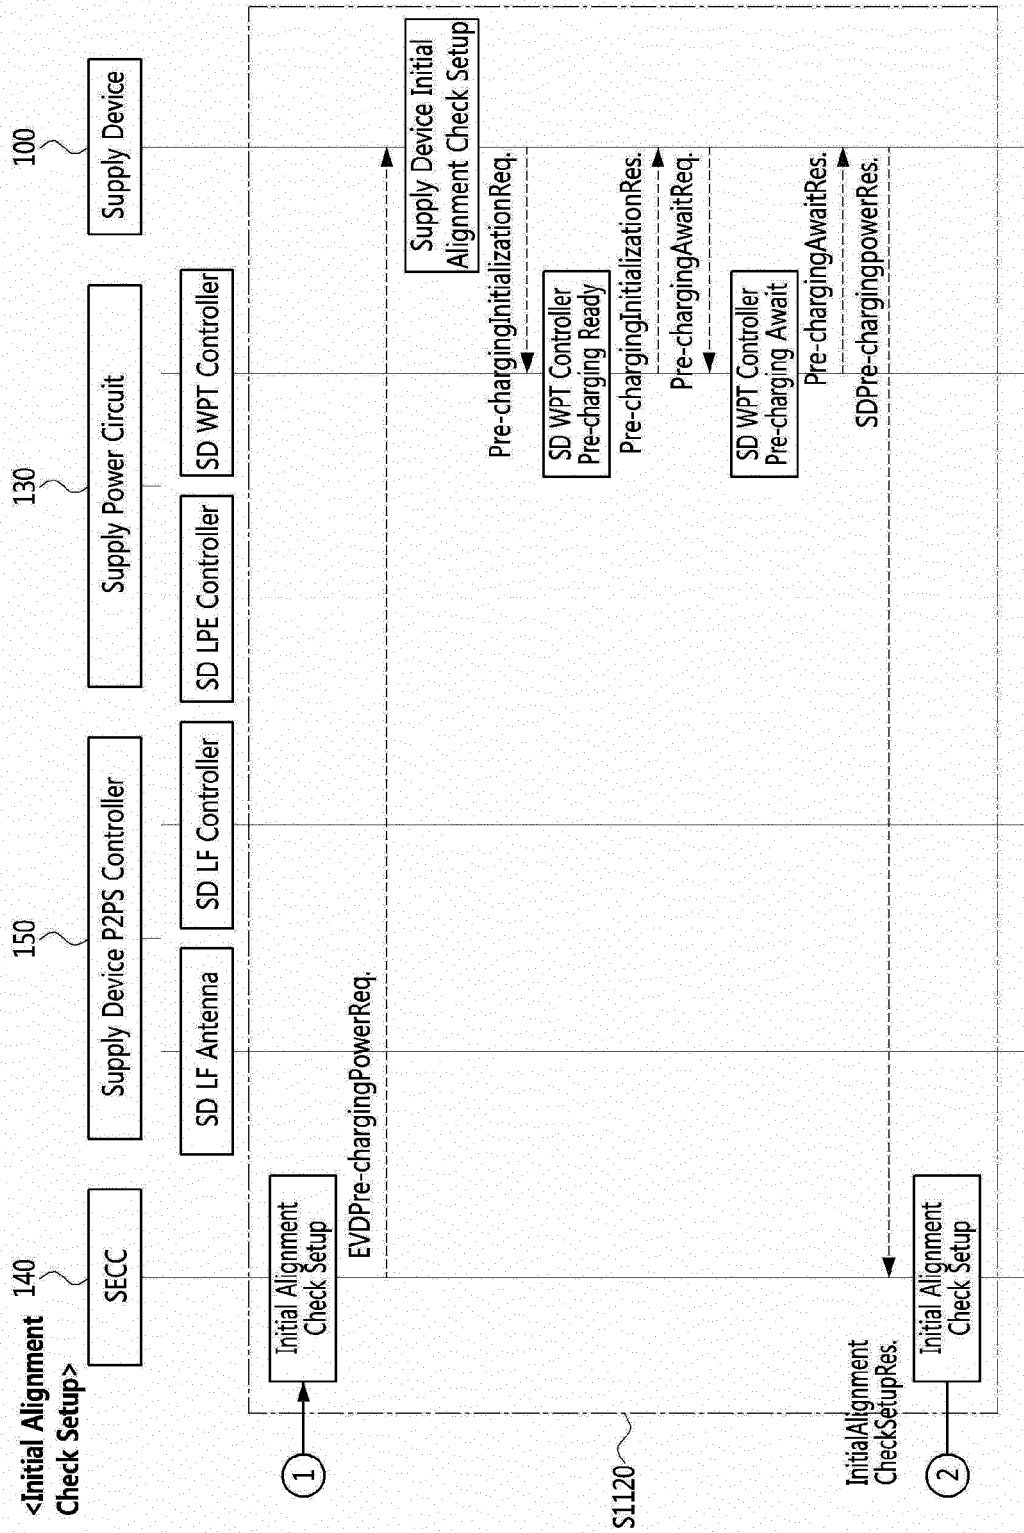 <Initial Alignment
Check Setup>
140
150
130
100
SECC
Supply Device P2PS Controller
Supply Power Circuit
Supply Device
SD LF Antenna
SD LF Controller
SD LPE Controller
SD WPT Controller
1
Initial Alignment
Check Setup
EVDPre-chargingPowerReq.
Supply Device Initial
Alignment Check Setup
Pre-chargingInitializationReq.
SD WPT Controller
Pre-charging Ready
Pre-chargingInitializationRes.
S1120
Pre-chargingAwaitReq.
SD WPT Controller
Pre-charging Await
Pre-chargingAwaitRes.
SDPre-chargingpowerRes.
InitialAlignment
CheckSetupRes.
2
Initial Alignment
Check Setup